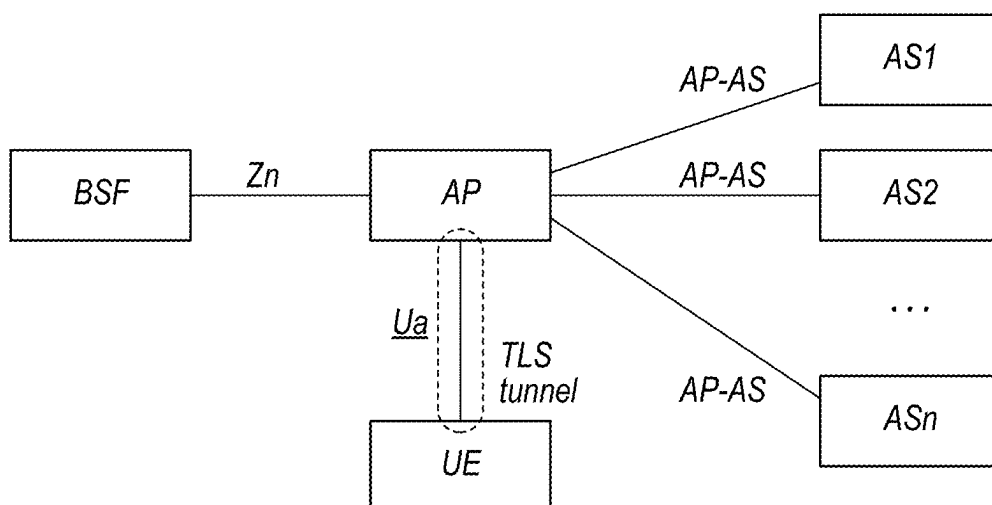 AS1
AP-AS
BSF
Zn
AP
AP-AS
AS2
...
Ua
TLS
tunnel
AP-AS
ASn
UE